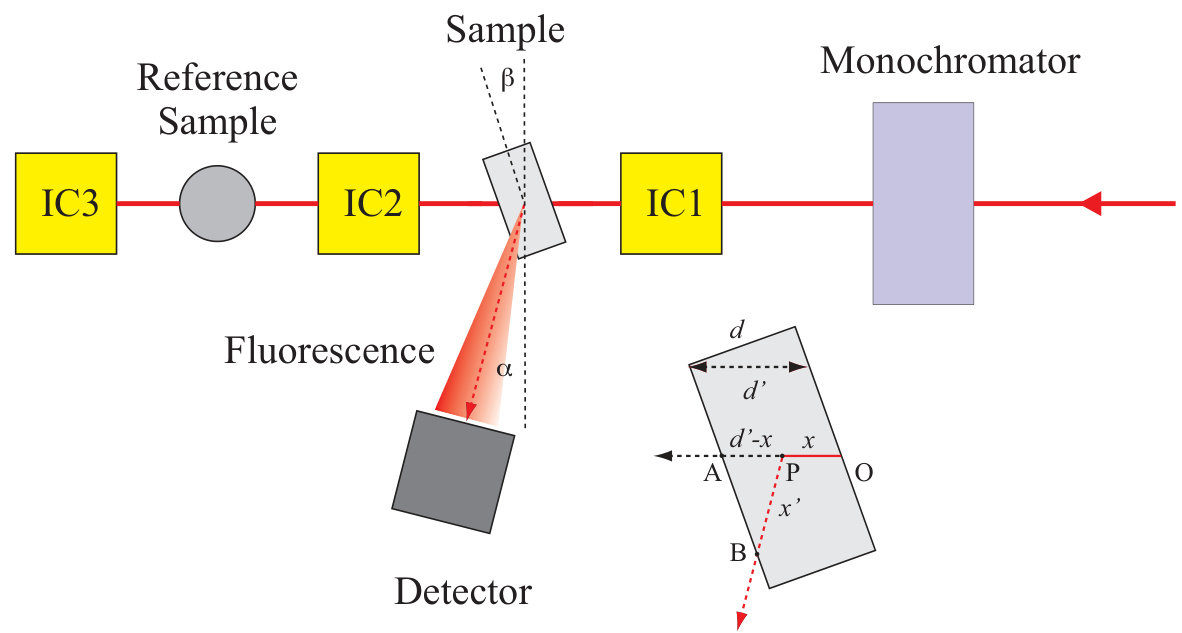 Sample
β
Monochromator
Reference
Sample
IC3
IC2
IC1
Fluorescence
α
d
d’
d’-x
x
A
P
O
x’
B
Detector